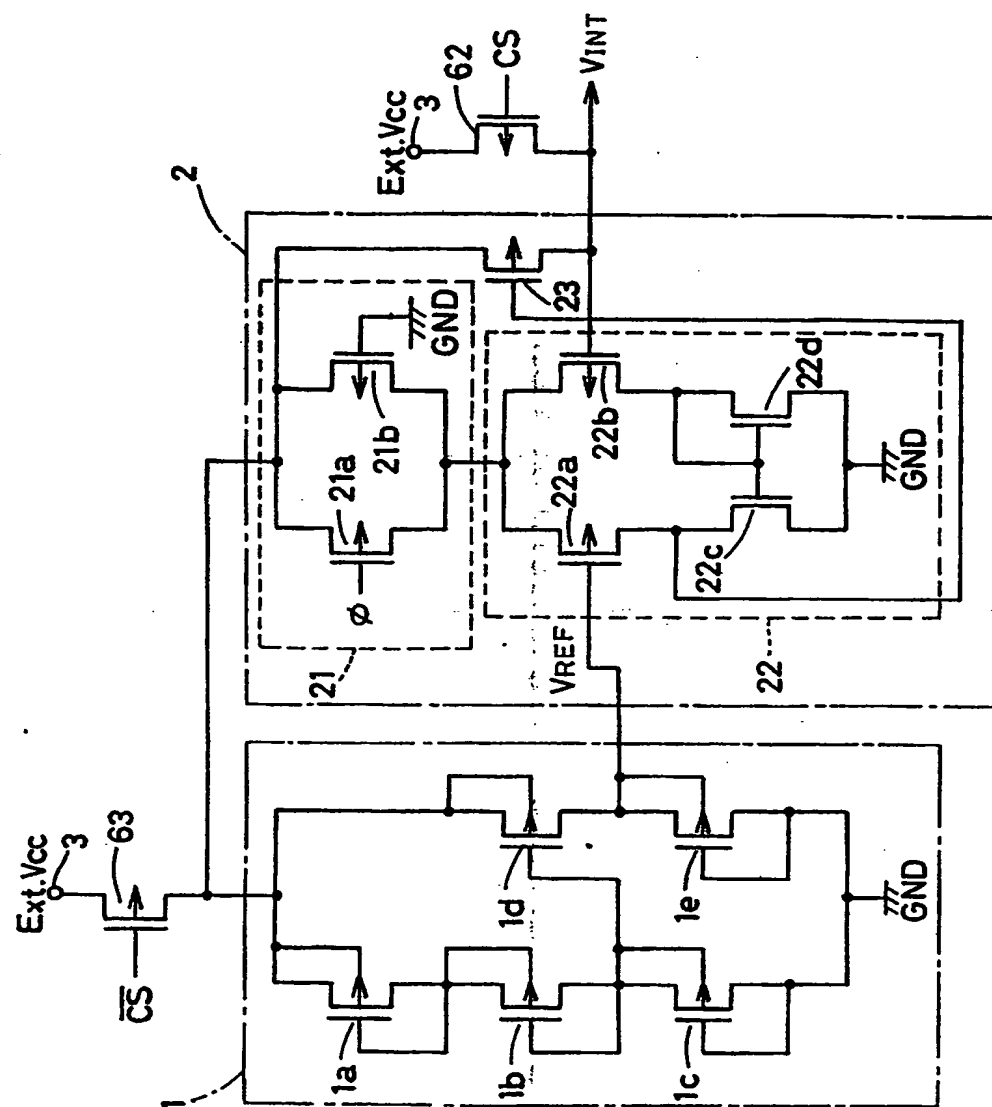 Ext.Vcc
3
63
C̅S̅
1
1a
1b
1c
1d
1e
GND
2
21
21a
21b
Ø
GND
VREF
22
22a
22b
22c
22d
GND
23
Ext.Vcc
3
62
CS
VINT